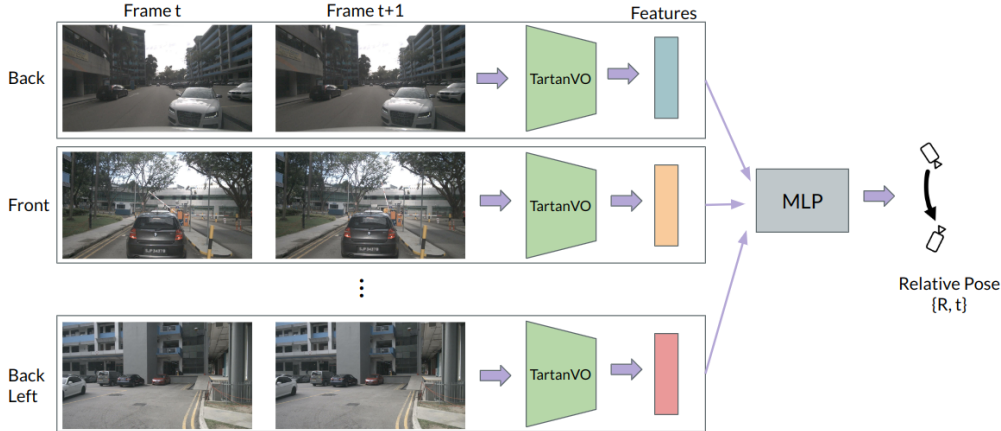 Frame t
Frame t+1
Features
Back
TartanVO
Front
TartanVO
MLP
Relative Pose
{R, t}
Back
Left
TartanVO